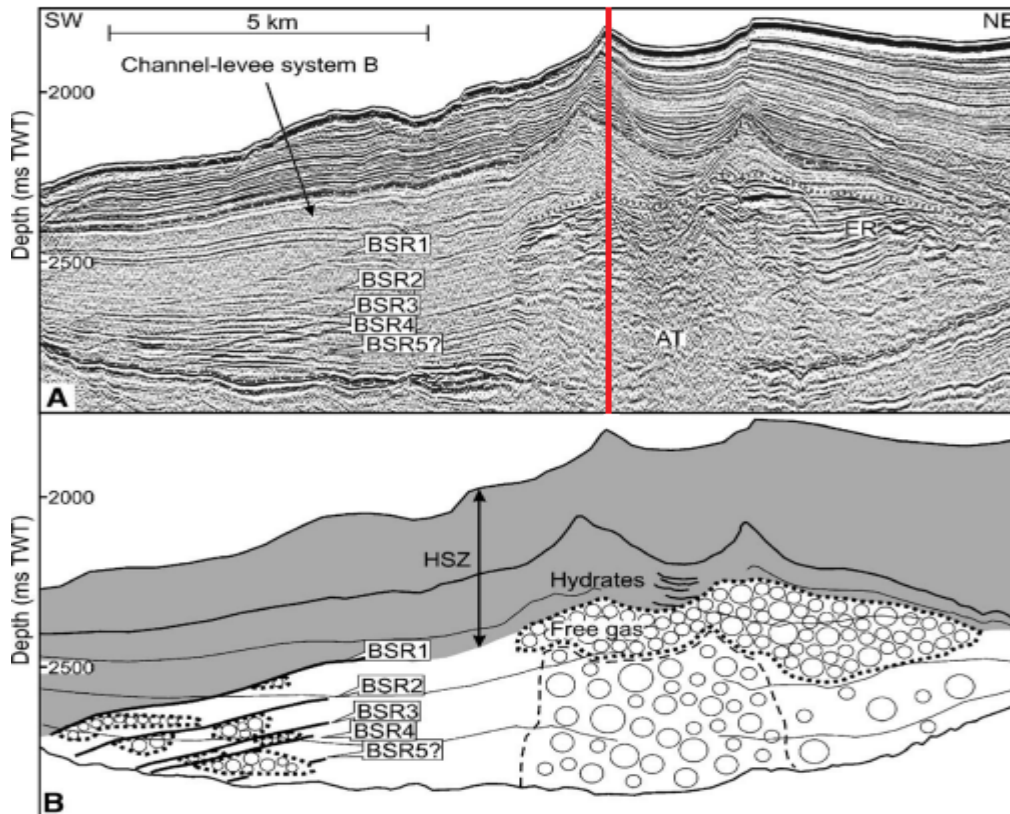 SW
5 km
NE
Channel-levee system B
2000
Depth (ms TWT)
ER
BSR1
2500
BSR2
BSR3
BSR4
AT
BSR5?
A
2000
Depth (ms TWT)
HSZ
Hydrates
Free gas
BSR1
2500
BSR2
BSR3
BSR4
BSR5?
B